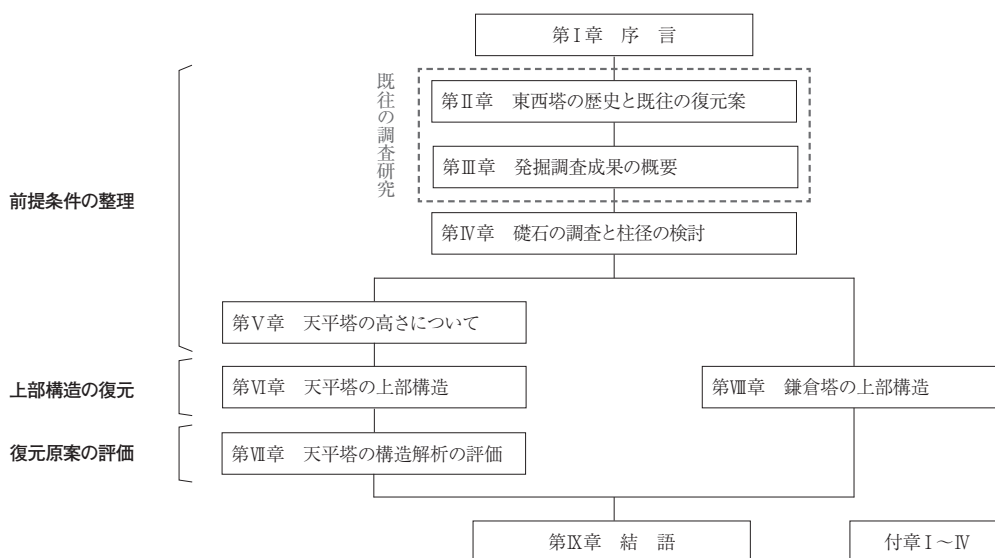 第Ⅰ章　序　言
既往の調査研究
第Ⅱ章　東西塔の歴史と既往の復元案
第Ⅲ章　発掘調査成果の概要
前提条件の整理
第Ⅳ章　礎石の調査と柱径の検討
第Ⅴ章　天平塔の高さについて
上部構造の復元
第Ⅵ章　天平塔の上部構造
第Ⅷ章　鎌倉塔の上部構造
復元原案の評価
第Ⅶ章　天平塔の構造解析の評価
第Ⅸ章　結　語
付章Ⅰ～Ⅳ